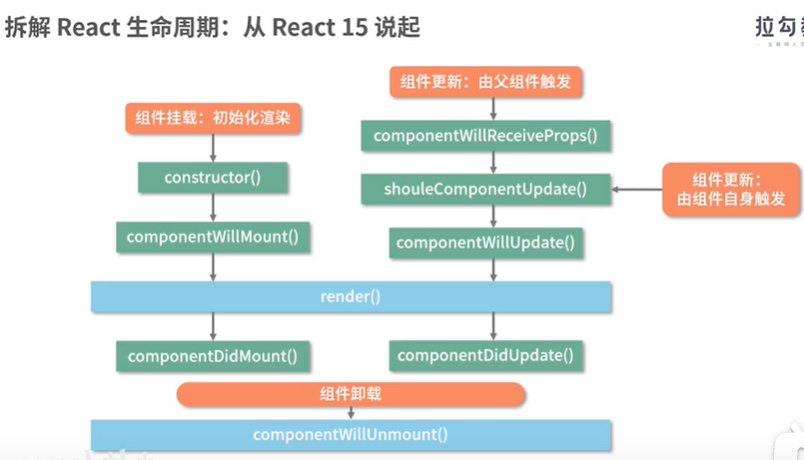 拆解 React 生命周期：从 React 15 说起
拉勾
组件更新：由父组件触发
组件挂载：初始化渲染
componentWillReceiveProps()
constructor()
shouleComponentUpdate()
组件更新：
由组件自身触发
componentWillMount()
componentWillUpdate()
render()
componentDidMount()
componentDidUpdate()
组件卸载
componentWillUnmount()